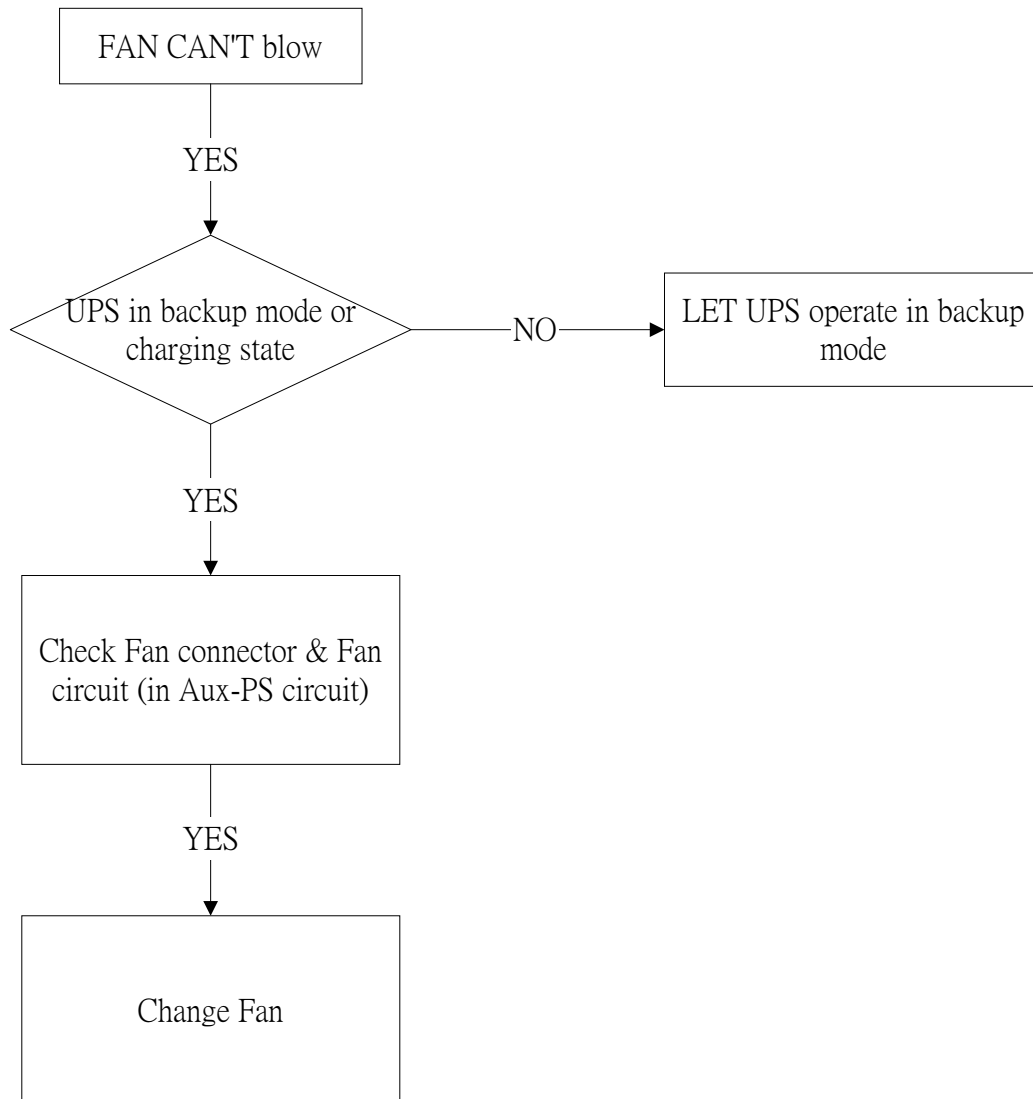 FAN CAN'T blow
YES
UPS in backup mode or
charging state
NO
LET UPS operate in backup
mode
YES
Check Fan connector & Fan
circuit (in Aux-PS circuit)
YES
Change Fan